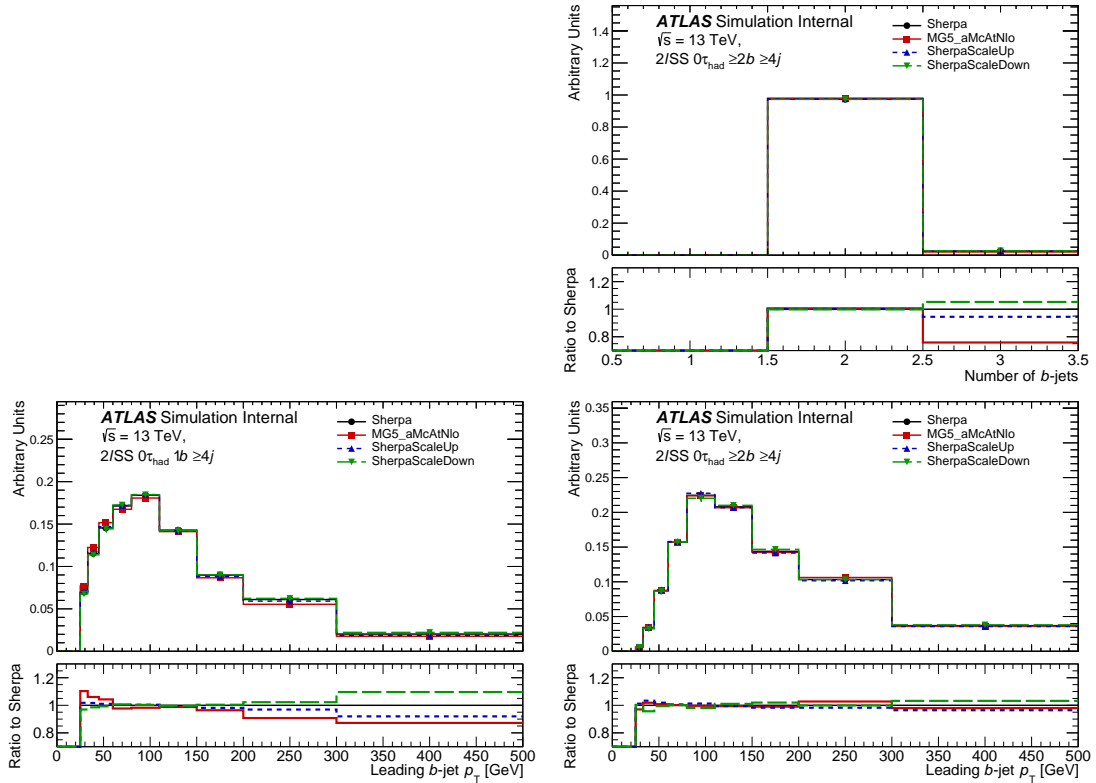 ATLAS Simulation Internal
√s = 13 TeV,
2lSS 0τhad ≥2b ≥4j
Sherpa
MG5_aMcAtNlo
SherpaScaleUp
SherpaScaleDown
Arbitrary Units
1.4
1.2
1
0.8
0.6
0.4
0.2
0
Ratio to Sherpa
1.2
1.0
0.8
0.5 1 1.5 2 2.5 3 3.5
Number of b-jets
ATLAS Simulation Internal
√s = 13 TeV,
2lSS 0τhad 1b ≥4j
Sherpa
MG5_aMcAtNlo
SherpaScaleUp
SherpaScaleDown
Arbitrary Units
0.25
0.2
0.15
0.1
0.05
0
Ratio to Sherpa
1.2
1.0
0.8
0 50 100 150 200 250 300 350 400 450 500
Leading b-jet pT [GeV]
ATLAS Simulation Internal
√s = 13 TeV,
2lSS 0τhad ≥2b ≥4j
Sherpa
MG5_aMcAtNlo
SherpaScaleUp
SherpaScaleDown
Arbitrary Units
0.35
0.3
0.25
0.2
0.15
0.1
0.05
0
Ratio to Sherpa
1.2
1.0
0.8
0 50 100 150 200 250 300 350 400 450 500
Leading b-jet pT [GeV]